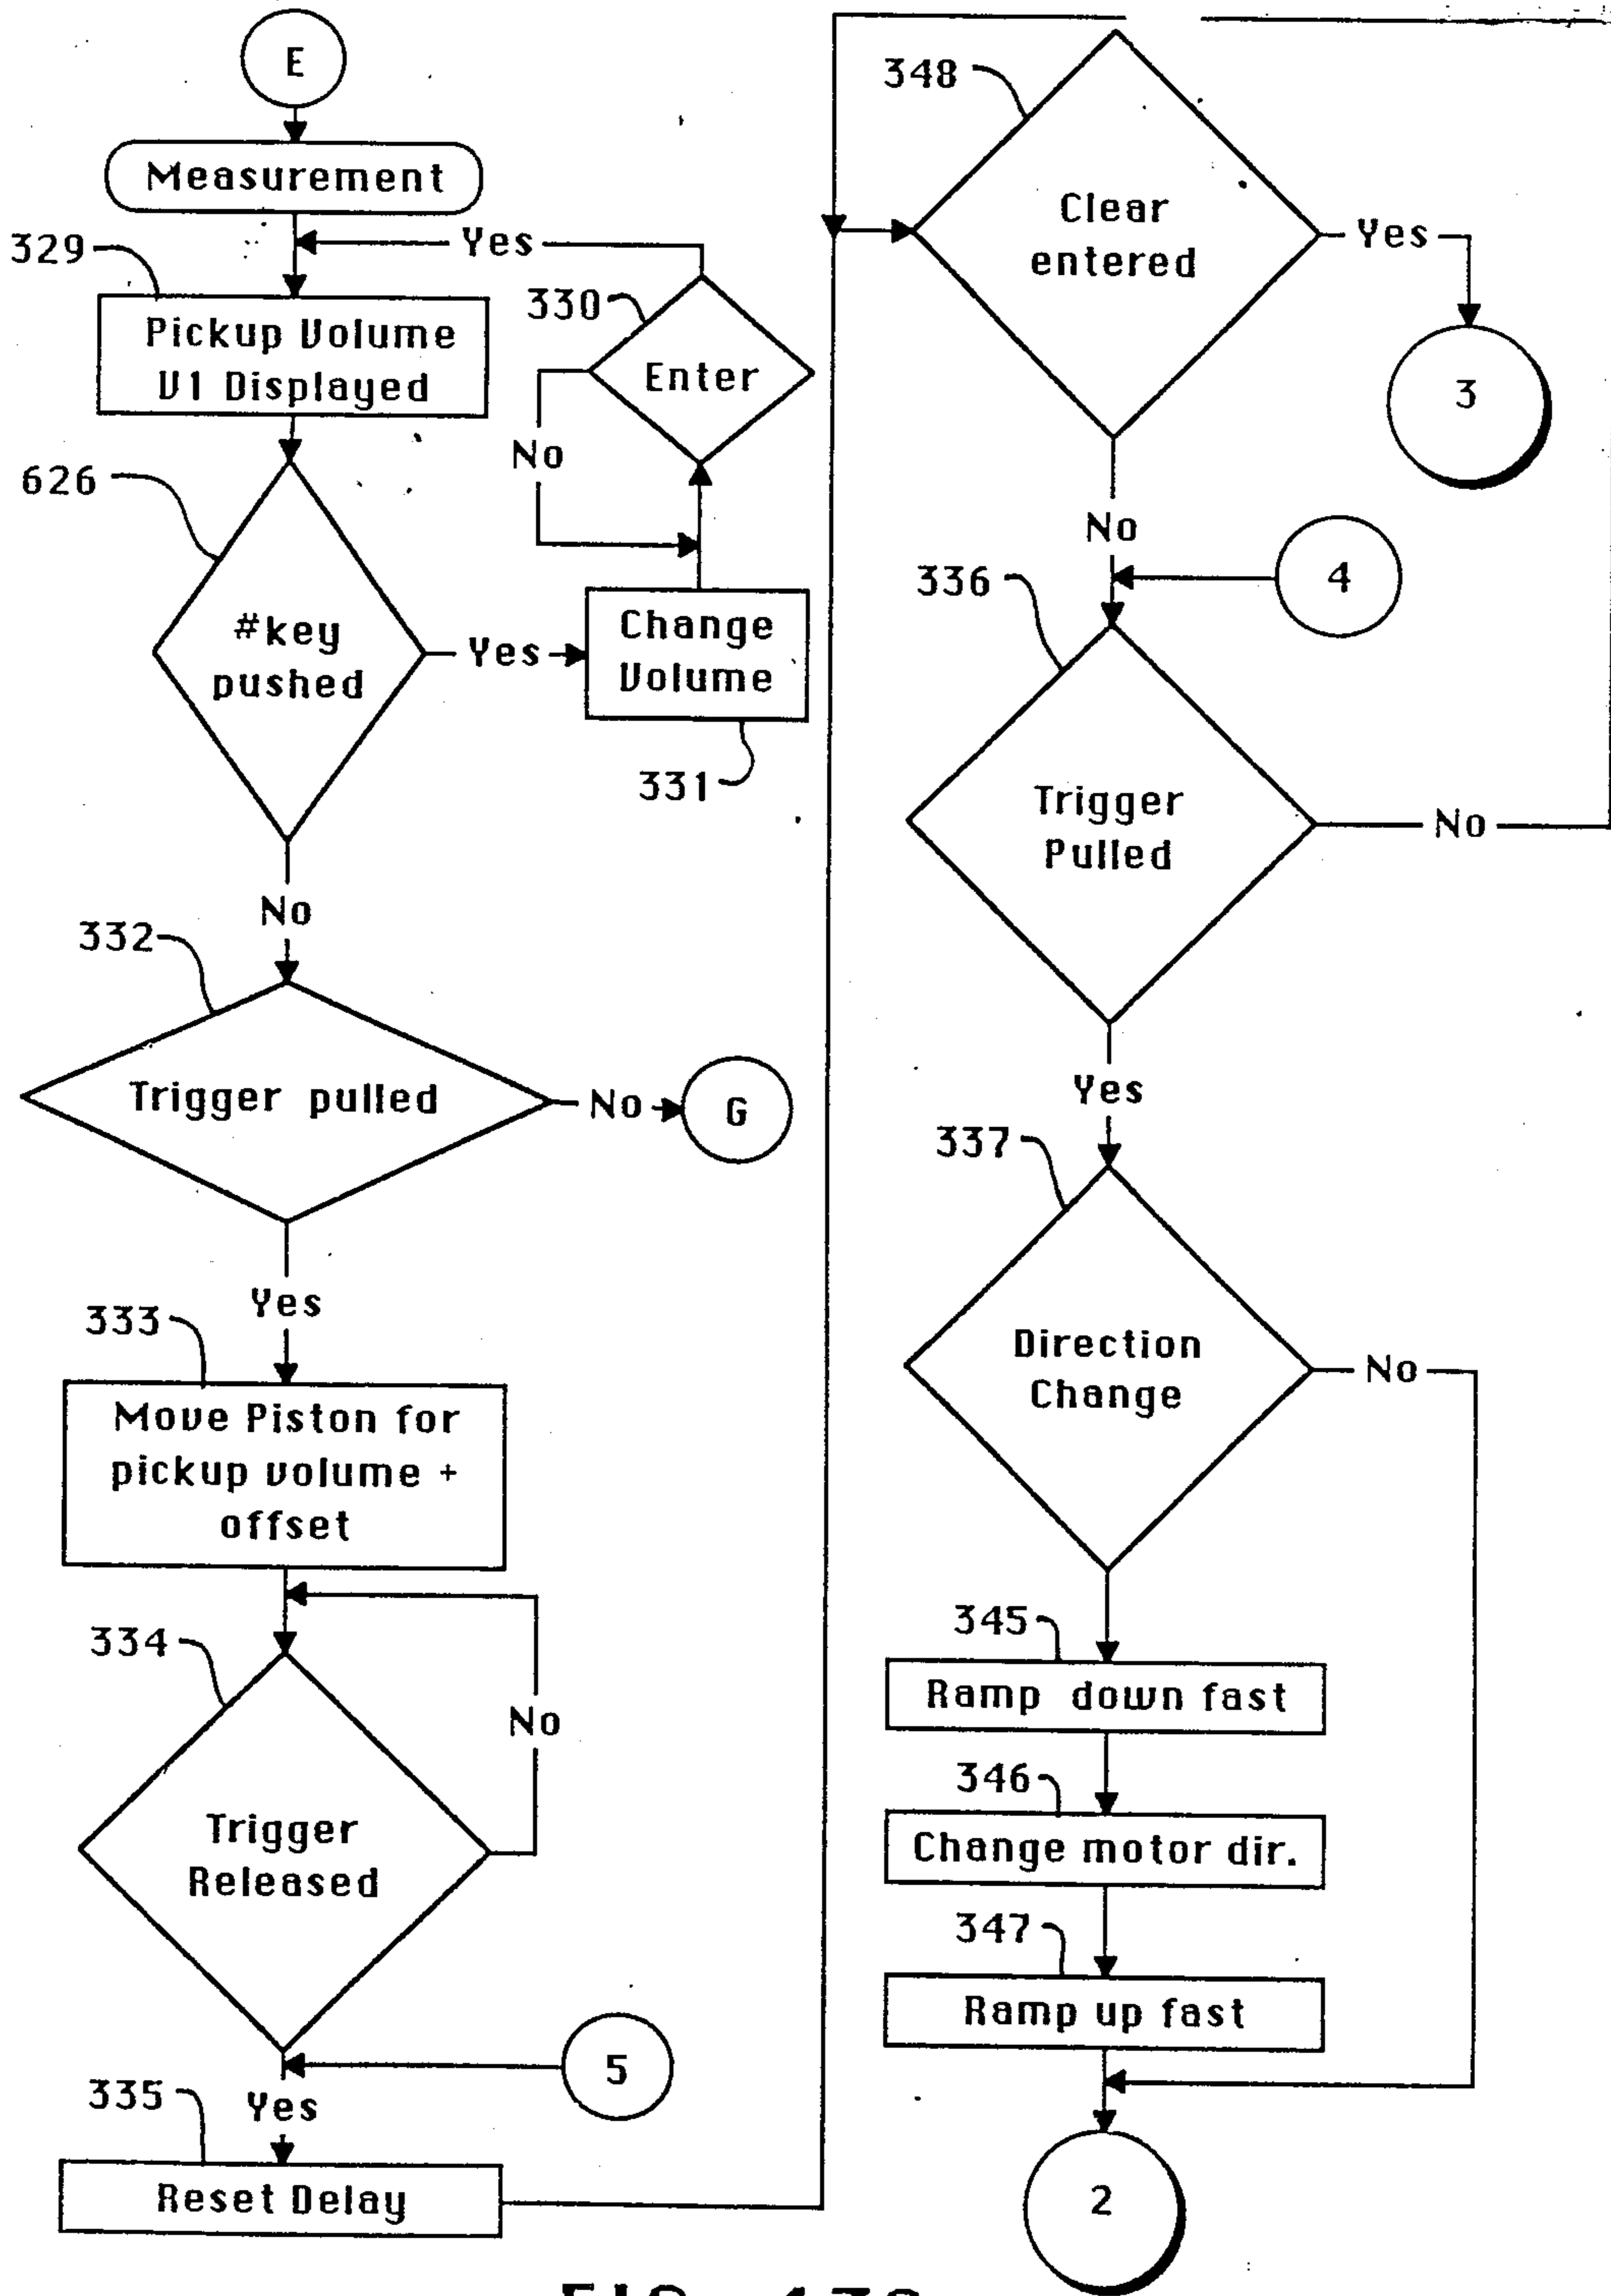 E
Measurement
329
Yes
Pickup Volume
V1 Displayed
330
Enter
No
626
#key
pushed
Yes
Change
Volume
331
No
332
Trigger pulled
No
G
Yes
333
Move Piston for
pickup volume +
offset
334
No
Trigger
Released
5
335
Yes
Reset Delay
348
Clear
entered
Yes
3
No
336
4
Trigger
Pulled
No
Yes
337
Direction
Change
No
345
Ramp down fast
346
Change motor dir.
347
Ramp up fast
2